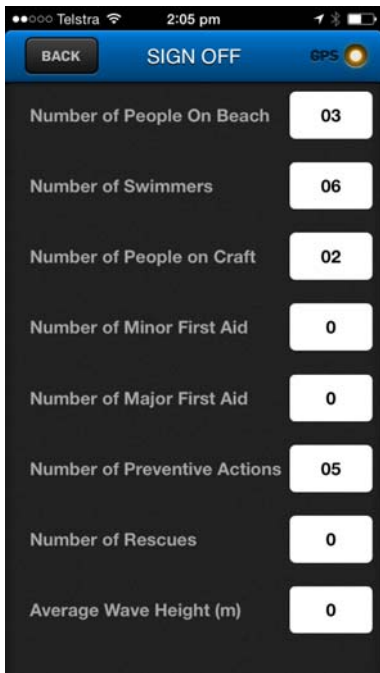 Telstra 2:05 pm
BACK SIGN OFF GPS
Number of People On Beach 03
Number of Swimmers 06
Number of People on Craft 02
Number of Minor First Aid 0
Number of Major First Aid 0
Number of Preventive Actions 05
Number of Rescues 0
Average Wave Height (m) 0